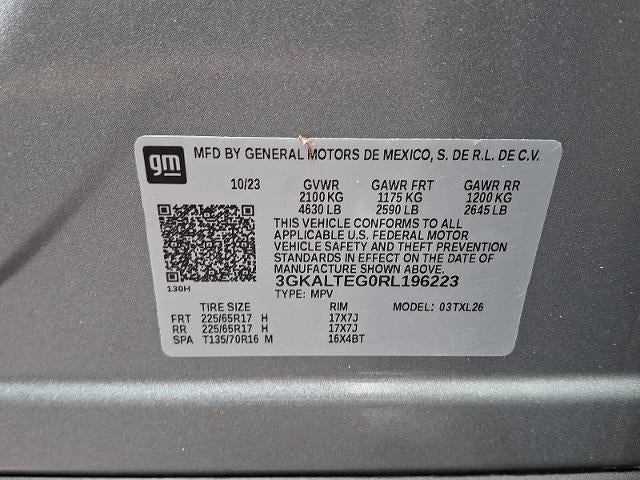 gm MFD BY GENERAL MOTORS DE MEXICO, S. DE R.L. DE C.V.
10/23 GVWR GAWR FRT GAWR RR
2100 KG 1175 KG 1200 KG
4630 LB 2590 LB 2645 LB
THIS VEHICLE CONFORMS TO ALL
APPLICABLE U.S. FEDERAL MOTOR
VEHICLE SAFETY AND THEFT PREVENTION
STANDARDS IN EFFECT ON THE DATE OF
MANUFACTURE SHOWN ABOVE.
3GKALTEG0RL196223
130H
TYPE: MPV
TIRE SIZE RIM MODEL: 03TXL26
FRT 225/65R17 H 17X7J
RR 225/65R17 H 17X7J
SPA T135/70R16 M 16X4BT